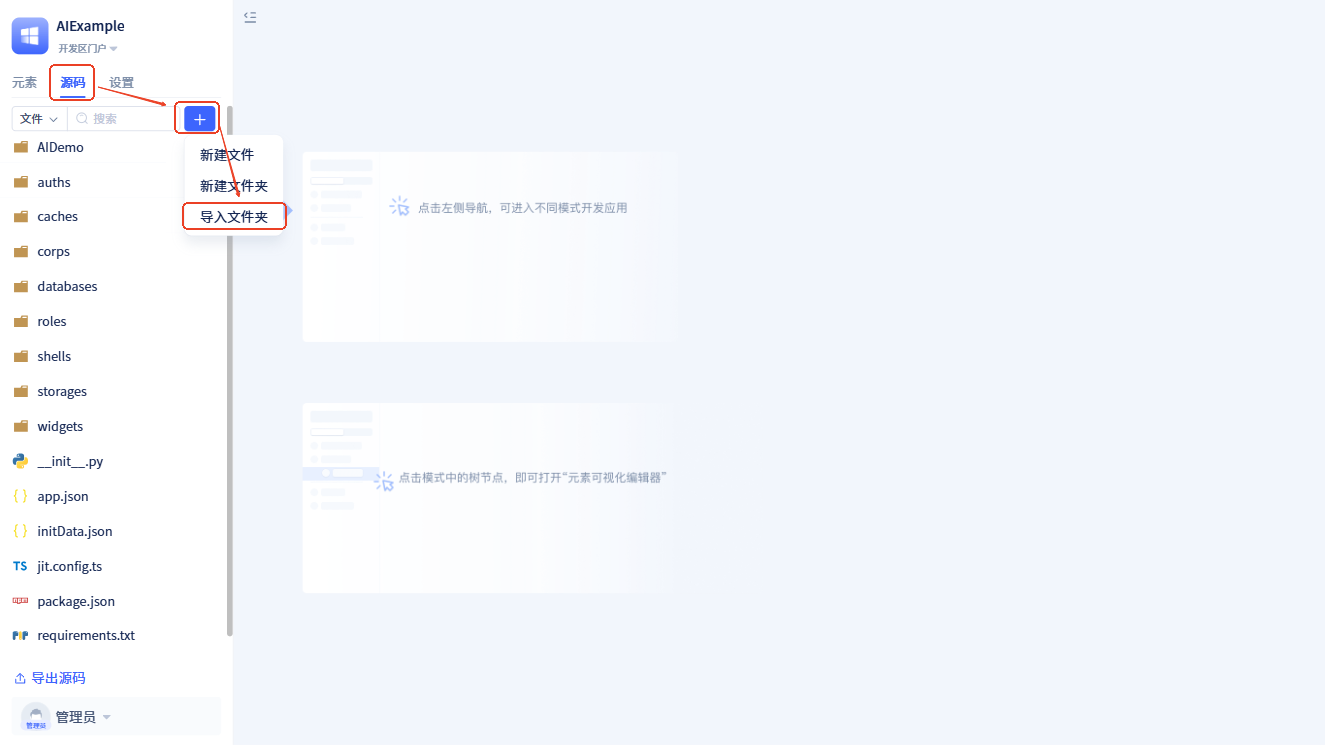 AIExample
开发区门户
元素 源码 设置
文件 搜索
新建文件
新建文件夹
导入文件夹
AIDemo
auths
caches
corps
databases
roles
shells
storages
widgets
__init__.py
app.json
initData.json
TS jit.config.ts
package.json
requirements.txt
导出源码
管理员 管理员
点击左侧导航，可进入不同模式开发应用
点击模式中的树节点，即可打开“元素可视化编辑器”